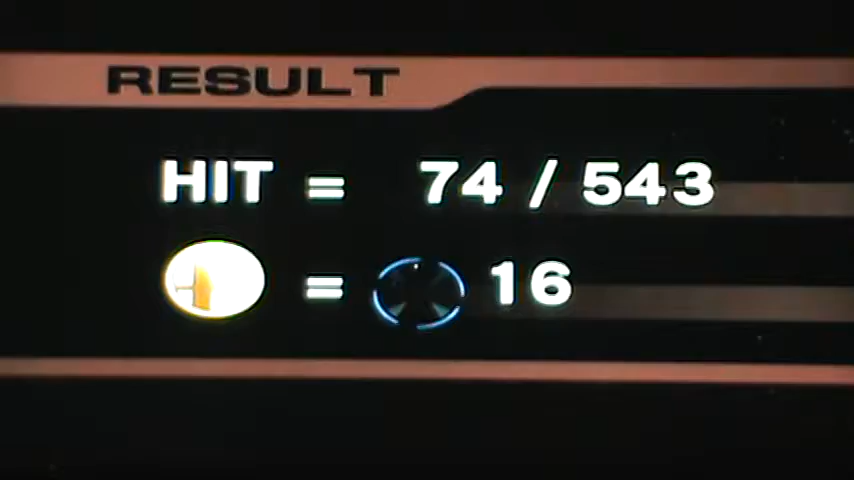 RESULT
HIT = 74 / 543
= 16